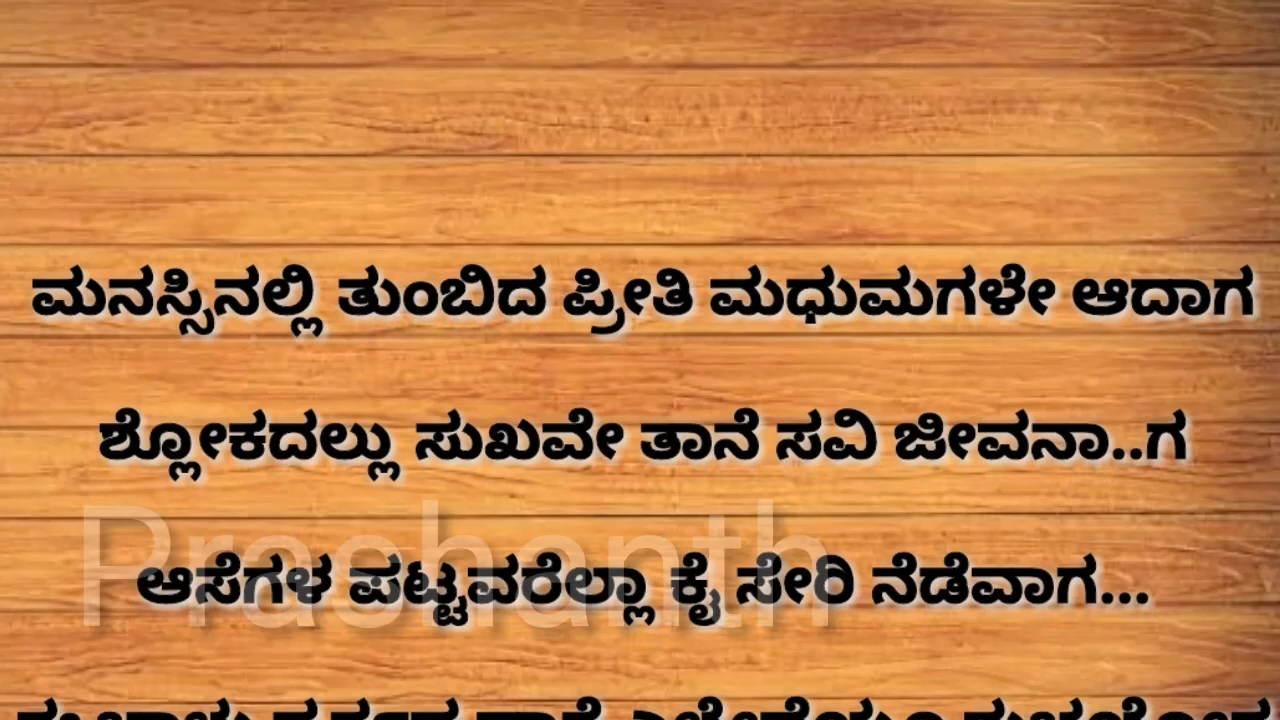 ಮನಸ್ಸಿನಲ್ಲಿ ತುಂಬಿದ ಪ್ರೀತಿ ಮಧುಮಗಳೇ ಆದಾಗ
ಶ್ಲೋಕದಲ್ಲು ಸುಖವೇ ತಾನೆ ಸವಿ ಜೀವನಾ..ಗ
Prashanth
ಆಸೆಗಳ ಪಟ್ಟವರೆಲ್ಲಾ ಕೈ ಸೇರಿ ನೆಡೆವಾಗ...